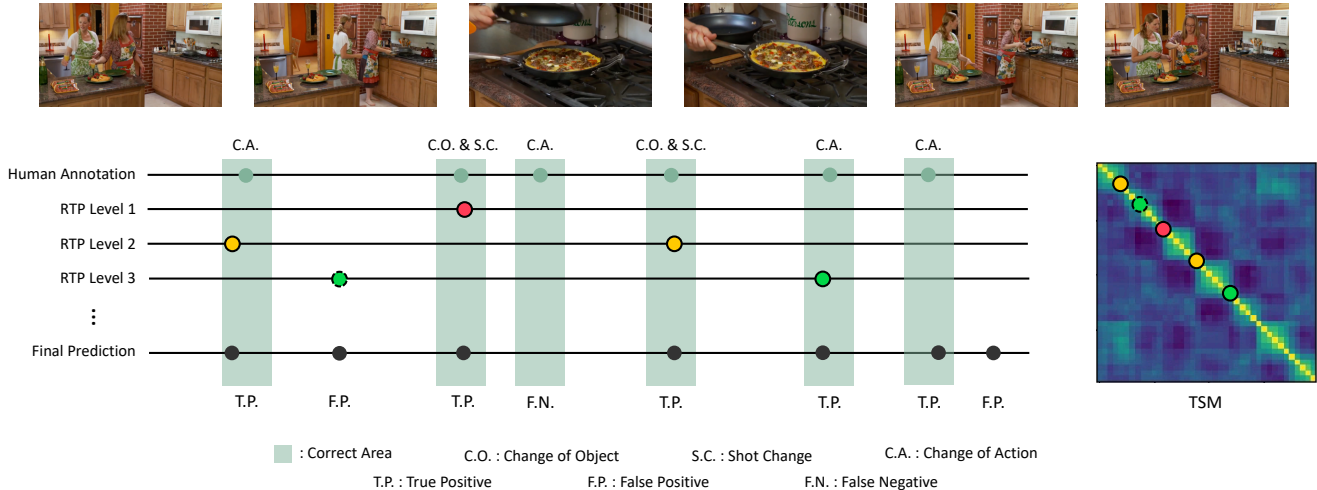 C.A. C.O. & S.C. C.A. C.O. & S.C. C.A. C.A.
Human Annotation
RTP Level 1
RTP Level 2
RTP Level 3
⋮
Final Prediction
T.P. F.P. T.P. F.N. T.P. T.P. T.P. F.P. TSM
: Correct Area C.O. : Change of Object S.C. : Shot Change C.A. : Change of Action
T.P. : True Positive F.P. : False Positive F.N. : False Negative